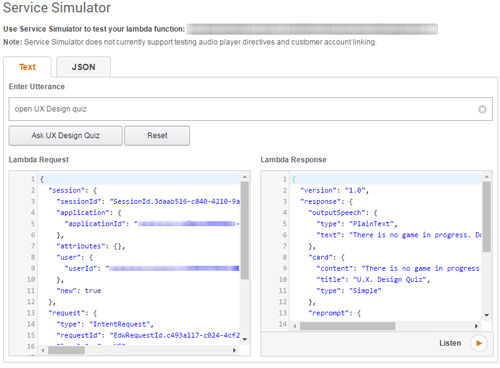 Service Simulator
Use Service Simulator to test your lambda function:
Note: Service Simulator does not currently support testing audio player directives and customer account linking.
Text
JSON
Enter Utterance
open UX Design quiz
Ask UX Design Quiz
Reset
Lambda Request
1 {
2 "session": {
3 "sessionId": "SessionId.3daab516-c840-4210-9a
4 "application": {
5 "applicationId": "
6 },
7 "attributes": {},
8 "user": {
9 "userId": "
10 },
11 "new": true
12 },
13 "request": {
14 "type": "IntentRequest",
15 "requestId": "EdwRequestId.c493a117-c024-4cf2
16
Lambda Response
1 {
2 "version": "1.0",
3 "response": {
4 "outputSpeech": {
5 "type": "PlainText",
6 "text": "There is no game in progress. Do
7 },
8 "card": {
9 "content": "There is no game in progress.
10 "title": "U.X. Design Quiz",
11 "type": "Simple"
12 },
13 "reprompt": {
14
Listen